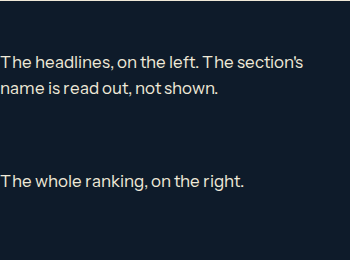 The headlines, on the left. The section's
name is read out, not shown.
The whole ranking, on the right.